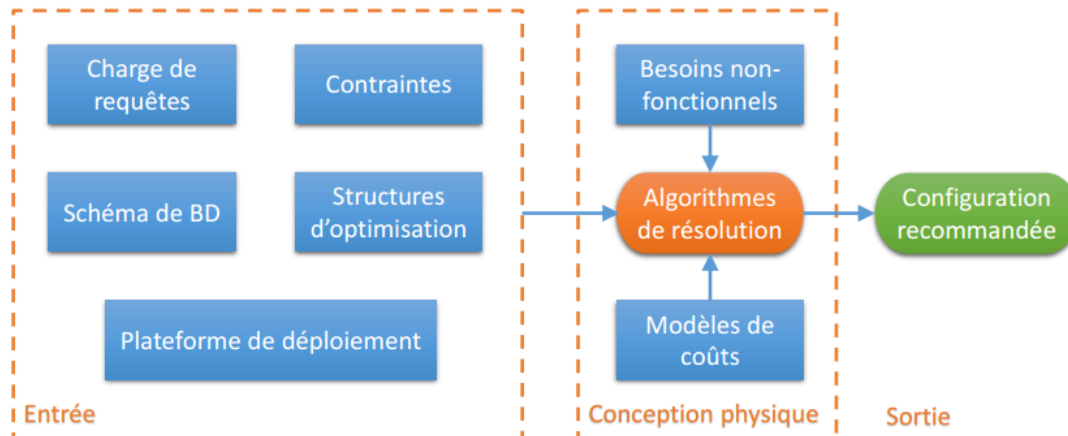 Charge de
requêtes
Contraintes
Schéma de BD
Structures
d'optimisation
Plateforme de déploiement
Entrée
Besoins non-
fonctionnels
Algorithmes
de résolution
Modèles de
coûts
Conception physique
Configuration
recommandée
Sortie